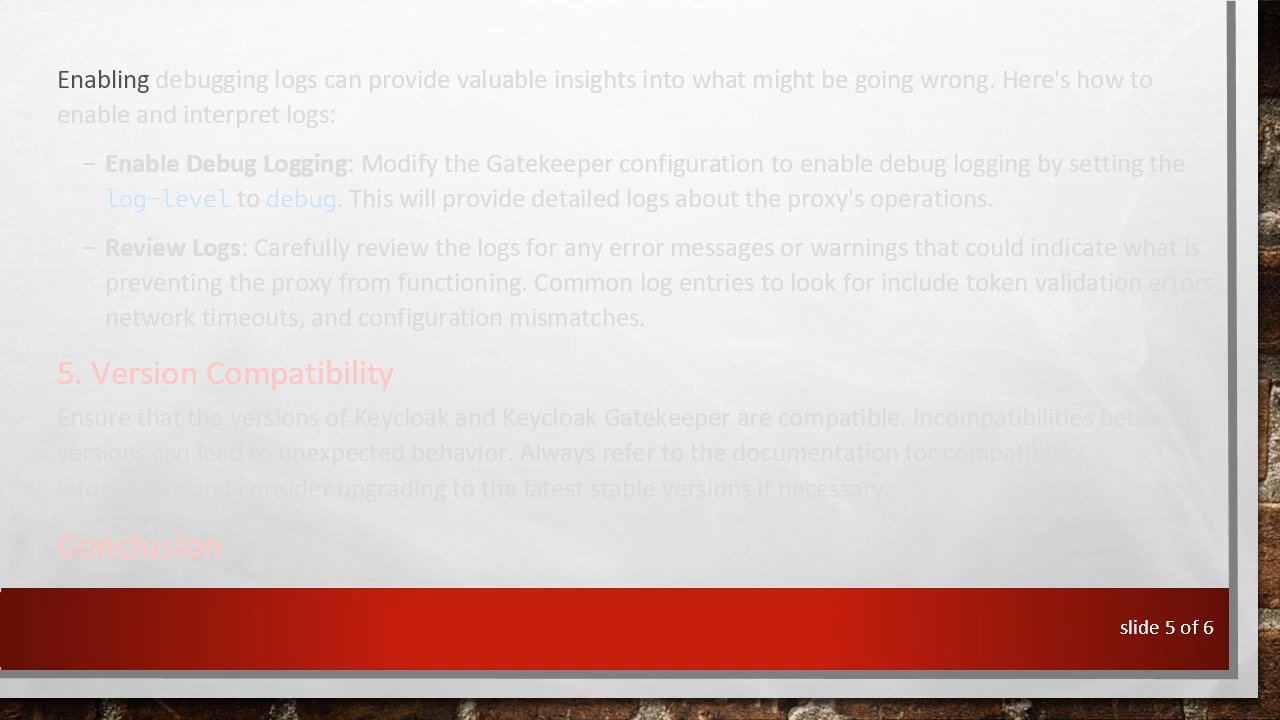 Enabling debugging logs can provide valuable insights into what might be going wrong. Here's how to
enable and interpret logs:
– Enable Debug Logging: Modify the Gatekeeper configuration to enable debug logging by setting the
log-level to debug. This will provide detailed logs about the proxy's operations.
– Review Logs: Carefully review the logs for any error messages or warnings that could indicate what is
preventing the proxy from functioning. Common log entries to look for include token validation errors,
network timeouts, and configuration mismatches.
5. Version Compatibility
Ensure that the versions of Keycloak and Keycloak Gatekeeper are compatible. Incompatibilities between
versions can lead to unexpected behavior. Always refer to the documentation for compatibility
information and consider upgrading to the latest stable versions if necessary.
Conclusion
slide 5 of 6